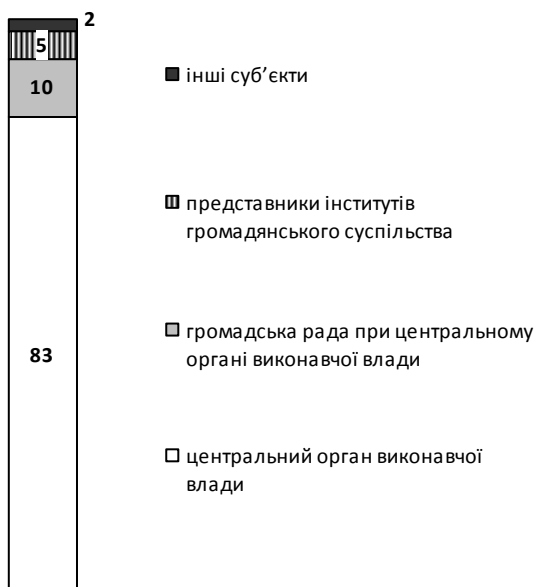 2
5
10
83
інші суб’єкти
представники інститутів
громадянського суспільства
громадська рада при центральному
органі виконавчої влади
центральний орган виконавчої
влади